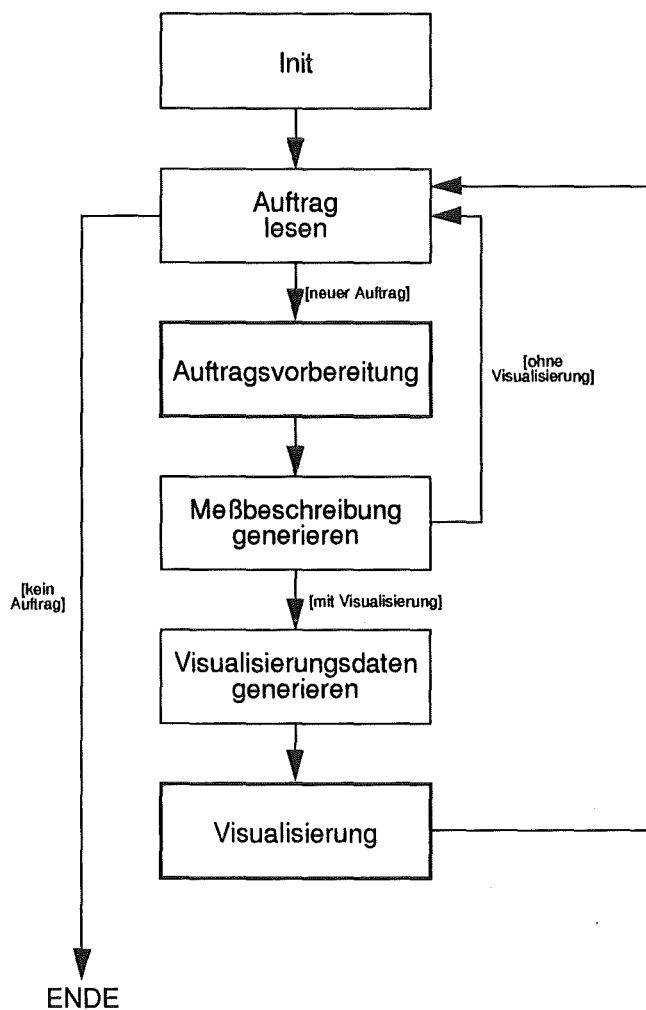 Init
Auftrag
lesen
[neuer Auftrag]
Auftragsvorbereitung
[ohne
Visualisierung]
Meßbeschreibung
generieren
[kein
Auftrag]
[mit Visualisierung]
Visualisierungsdaten
generieren
Visualisierung
ENDE